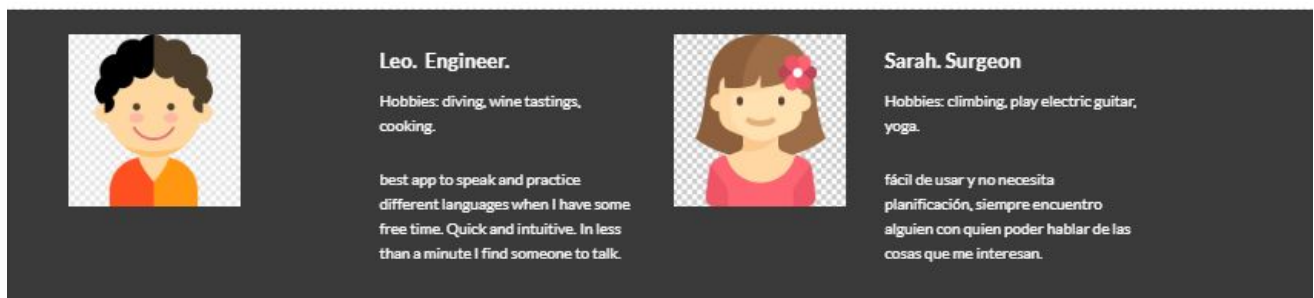 Leo.  Engineer.
Hobbies: diving, wine tastings,
cooking.
best app to speak and practice
different languages when I have some
free time. Quick and intuitive. In less
than a minute I find someone to talk.
Sarah. Surgeon
Hobbies: climbing, play electric guitar,
yoga.
fácil de usar y no necesita
planificación, siempre encuentro
alguien con quien poder hablar de las
cosas que me interesan.